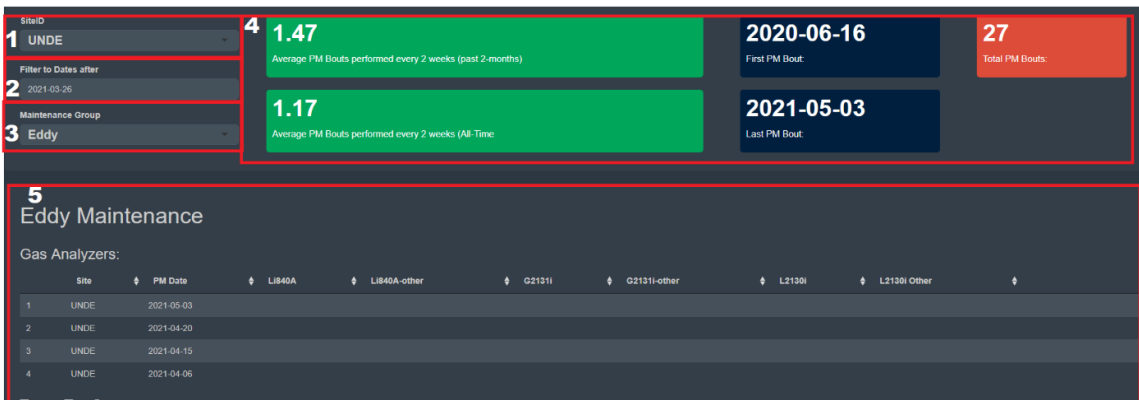 1
SiteID
UNDE
2
Filter to Dates after
2021-03-26
3
Maintenance Group
Eddy
4
1.47
Average PM Bouts performed every 2 weeks (past 2-months)
2020-06-16
First PM Bout:
27
Total PM Bouts:
1.17
Average PM Bouts performed every 2 weeks (All-Time
2021-05-03
Last PM Bout:
5
Eddy Maintenance
Gas Analyzers:
Site PM Date Li840A Li840A-other G2131i G2131i-other L2130i L2130i Other
1 UNDE 2021-05-03
2 UNDE 2021-04-20
3 UNDE 2021-04-15
4 UNDE 2021-04-06